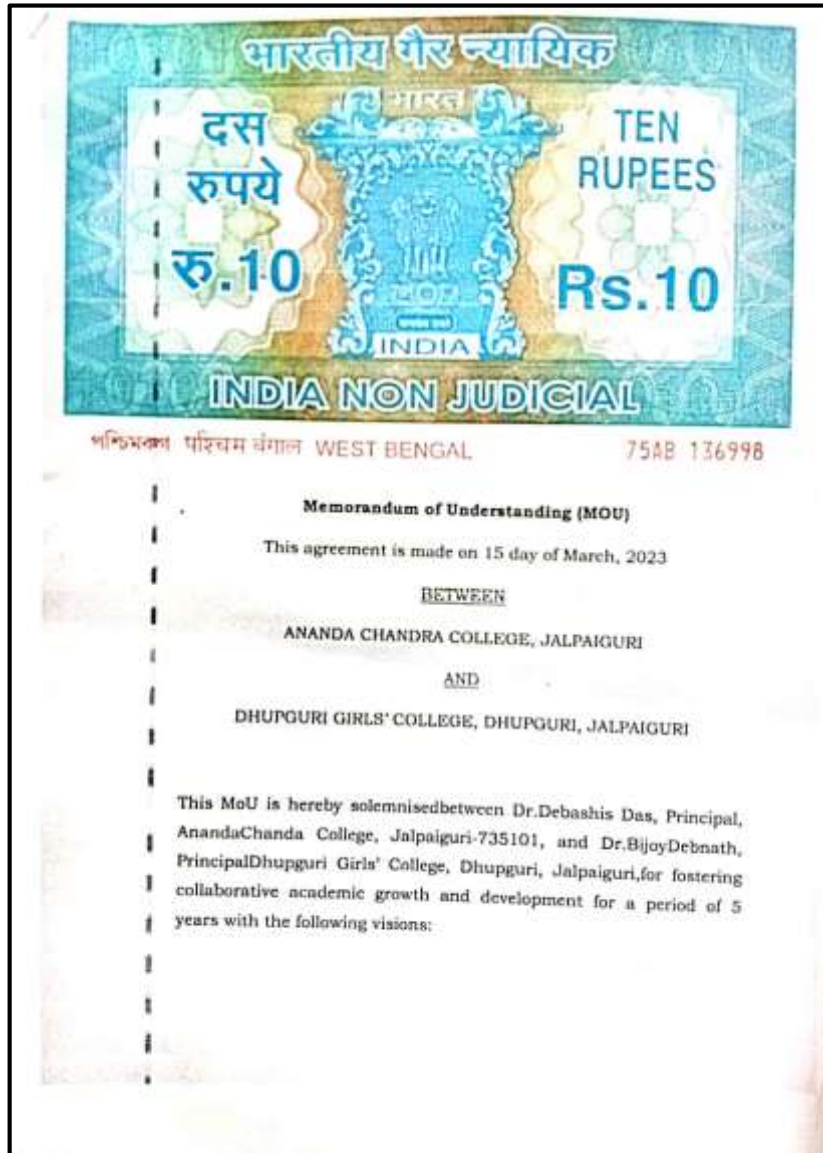 भारतीय गैर न्यायिक
भारत
दस
रुपये
रु.10
TEN
RUPEES
Rs.10
INDIA
INDIA NON JUDICIAL
पश्चिम बंगाल WEST BENGAL
75AB 136998
Memorandum of Understanding (MOU)
This agreement is made on 15 day of March, 2023
BETWEEN
ANANDA CHANDRA COLLEGE, JALPAIGURI
AND
DHUPGURI GIRLS' COLLEGE, DHUPGURI, JALPAIGURI
This MoU is hereby solemnisedbetween Dr.Debashis Das, Principal,
AnandaChanda College, Jalpaiguri-735101, and Dr.BijoyDebnath,
PrincipalDhupguri Girls' College, Dhupguri, Jalpaiguri,for fostering
collaborative academic growth and development for a period of 5
years with the following visions: